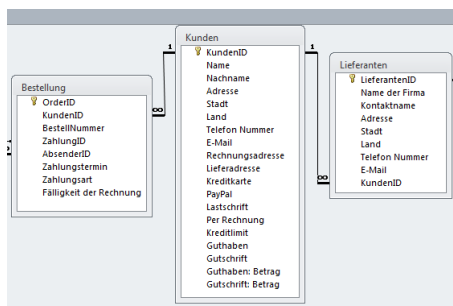 Kunden
KundenID
Name
Nachname
Adresse
Stadt
Land
Telefon Nummer
E-Mail
Rechnungsadresse
Lieferadresse
Kreditkarte
PayPal
Lastschrift
Per Rechnung
Kreditlimit
Guthaben
Gutschrift
Guthaben: Betrag
Gutschrift: Betrag
1
1
∞
∞
Bestellung
OrderID
KundenID
BestellNummer
ZahlungID
AbsenderID
Zahlungstermin
Zahlungsart
Fälligkeit der Rechnung
Lieferanten
LieferantenID
Name der Firma
Kontaktname
Adresse
Stadt
Land
Telefon Nummer
E-Mail
KundenID